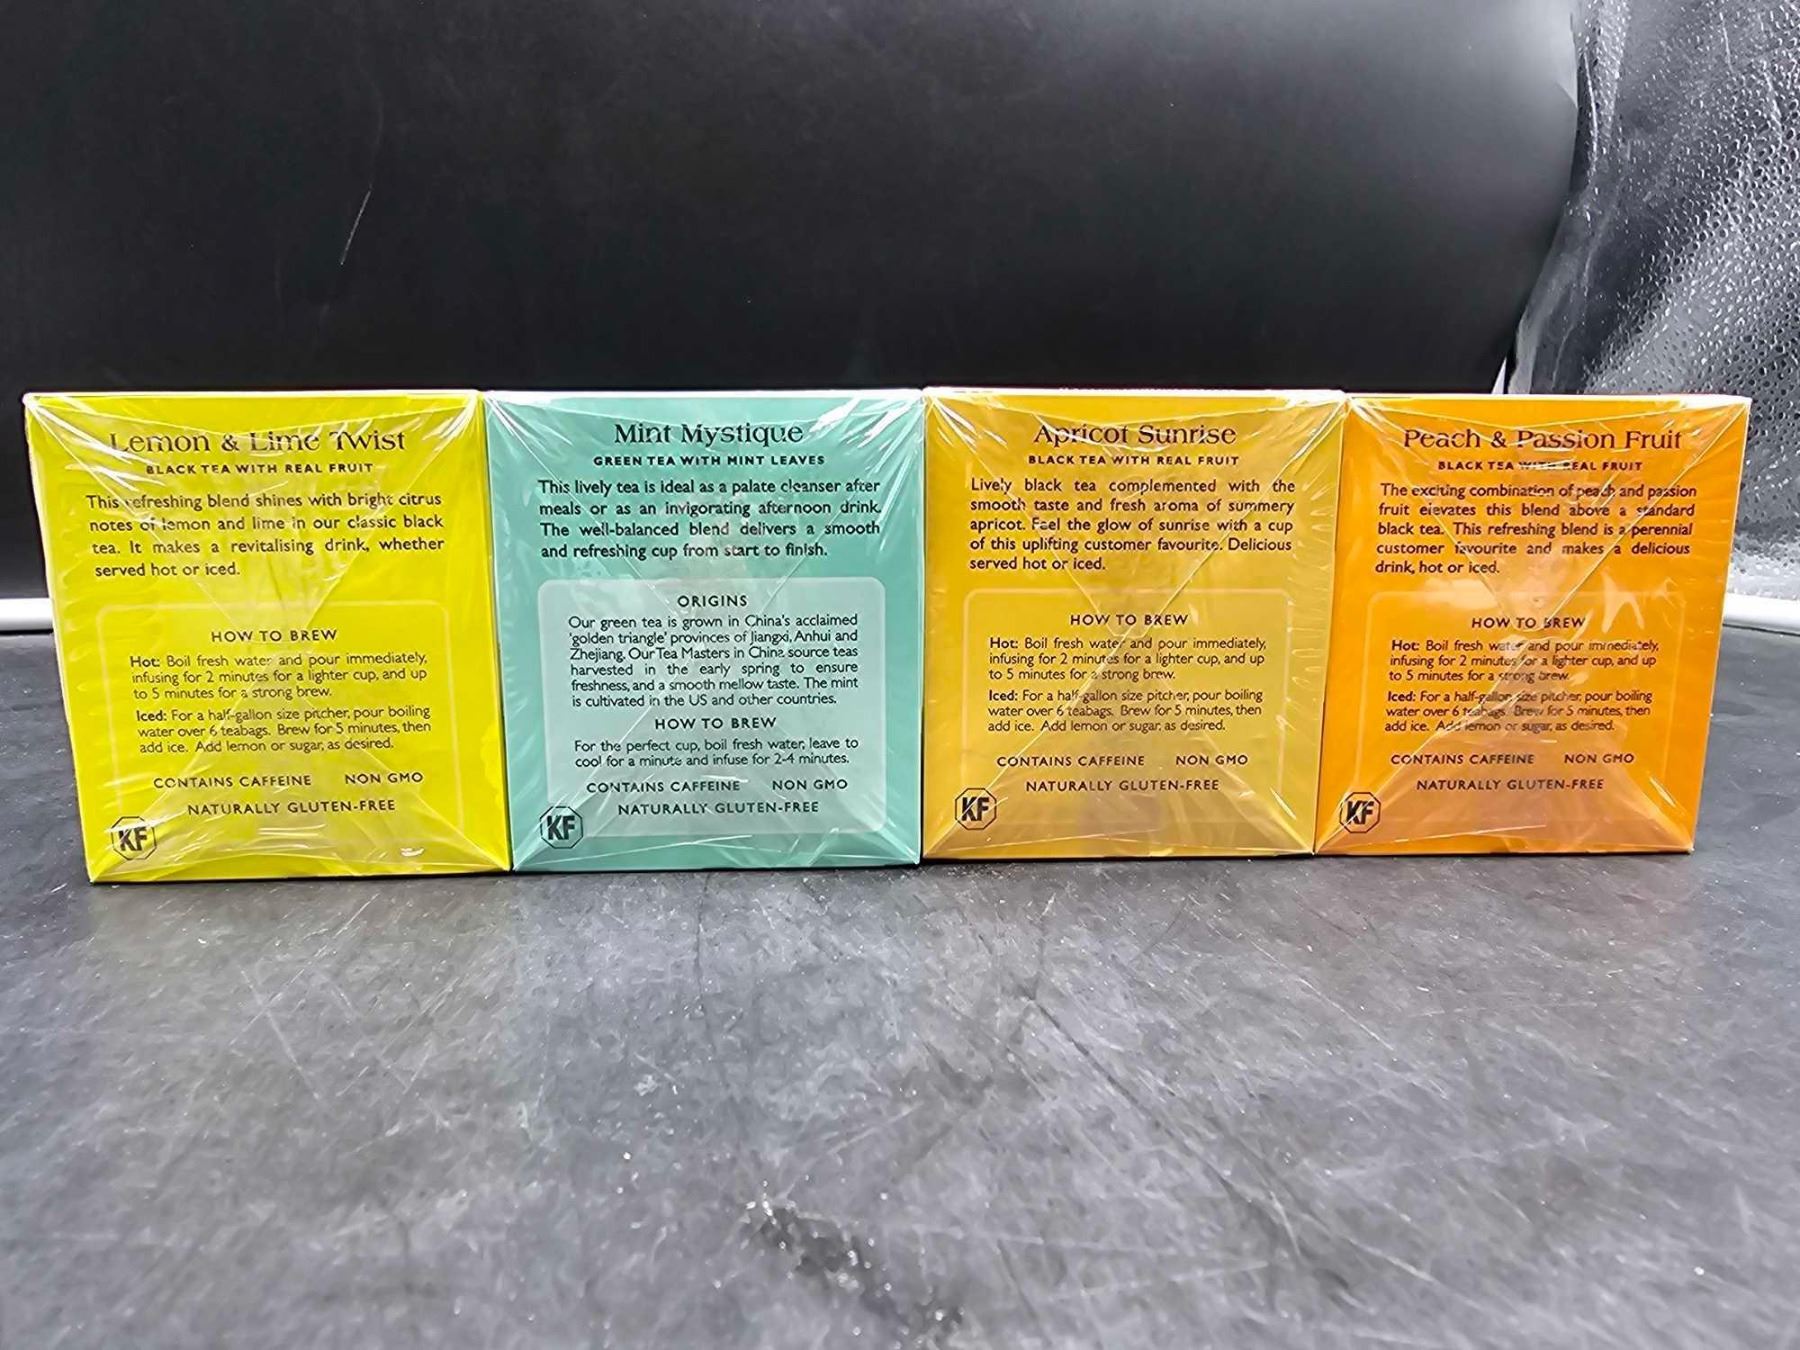 Lemon & Lime Twist
BLACK TEA WITH REAL FRUIT
This refreshing blend shines with bright citrus
notes of lemon and lime in our classic black
tea. It makes a revitalising drink, whether
served hot or iced.
HOW TO BREW
Hot: Boil fresh water and pour immediately,
infusing for 2 minutes for a lighter cup, and up
to 5 minutes for a strong brew.
Iced: For a half-gallon size pitcher, pour boiling
water over 6 teabags. Brew for 5 minutes, then
add ice. Add lemon or sugar, as desired.
CONTAINS CAFFEINE NON GMO
NATURALLY GLUTEN-FREE
KF
Mint Mystique
GREEN TEA WITH MINT LEAVES
This lively tea is ideal as a palate cleanser after
meals or as an invigorating afternoon drink.
The well-balanced blend delivers a smooth
and refreshing cup from start to finish.
ORIGINS
Our green tea is grown in China's acclaimed
'golden triangle' provinces of Jiangxi, Anhui and
Zhejiang. Our Tea Masters in China source teas
harvested in the early spring to ensure
freshness, and a smooth mellow taste. The mint
is cultivated in the US and other countries.
HOW TO BREW
For the perfect cup, boil fresh water, leave to
cool for a minute and infuse for 2-4 minutes.
CONTAINS CAFFEINE NON GMO
NATURALLY GLUTEN-FREE
KF
Apricot Sunrise
BLACK TEA WITH REAL FRUIT
Lively black tea complemented with the
smooth taste and fresh aroma of summery
apricot. Feel the glow of sunrise with a cup
of this uplifting customer favourite. Delicious
served hot or iced.
HOW TO BREW
Hot: Boil fresh water and pour immediately,
infusing for 2 minutes for a lighter cup, and up
to 5 minutes for a strong brew.
Iced: For a half-gallon size pitcher, pour boiling
water over 6 teabags. Brew for 5 minutes, then
add ice. Add lemon or sugar, as desired.
CONTAINS CAFFEINE NON GMO
NATURALLY GLUTEN-FREE
KF
Peach & Passion Fruit
BLACK TEA WITH REAL FRUIT
The exciting combination of peach and passion
fruit elevates this blend above a standard
black tea. This refreshing blend is a perennial
customer favourite and makes a delicious
drink, hot or iced.
HOW TO BREW
Hot: Boil fresh water and pour immediately,
infusing for 2 minutes for a lighter cup, and up
to 5 minutes for a strong brew.
Iced: For a half-gallon size pitcher, pour boiling
water over 6 teabags. Brew for 5 minutes, then
add ice. Add lemon or sugar, as desired.
CONTAINS CAFFEINE NON GMO
NATURALLY GLUTEN-FREE
KF